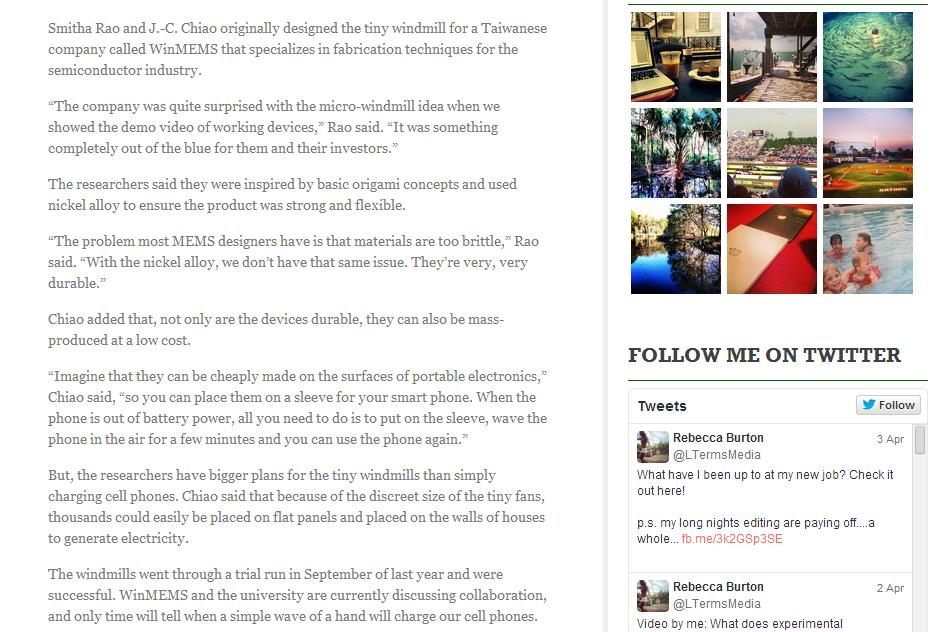 Smitha Rao and J.-C. Chiao originally designed the tiny windmill for a Taiwanese
company called WinMEMS that specializes in fabrication techniques for the
semiconductor industry.
“The company was quite surprised with the micro-windmill idea when we
showed the demo video of working devices,” Rao said. “It was something
completely out of the blue for them and their investors.”
The researchers said they were inspired by basic origami concepts and used
nickel alloy to ensure the product was strong and flexible.
“The problem most MEMS designers have is that materials are too brittle,” Rao
said. “With the nickel alloy, we don’t have that same issue. They’re very, very
durable.”
Chiao added that, not only are the devices durable, they can also be mass-
produced at a low cost.
“Imagine that they can be cheaply made on the surfaces of portable electronics,”
Chiao said, “so you can place them on a sleeve for your smart phone. When the
phone is out of battery power, all you need to do is to put on the sleeve, wave the
phone in the air for a few minutes and you can use the phone again.”
But, the researchers have bigger plans for the tiny windmills than simply
charging cell phones. Chiao said that because of the discreet size of the tiny fans,
thousands could easily be placed on flat panels and placed on the walls of houses
to generate electricity.
The windmills went through a trial run in September of last year and were
successful. WinMEMS and the university are currently discussing collaboration,
and only time will tell when a simple wave of a hand will charge our cell phones.
GATORS
FOLLOW ME ON TWITTER
Tweets
Follow
Rebecca Burton
3 Apr
@LTermsMedia
What have I been up to at my new job? Check it
out here!
p.s. my long nights editing are paying off....a
whole... fb.me/3k2GSp3SE
Rebecca Burton
2 Apr
@LTermsMedia
Video by me: What does experimental